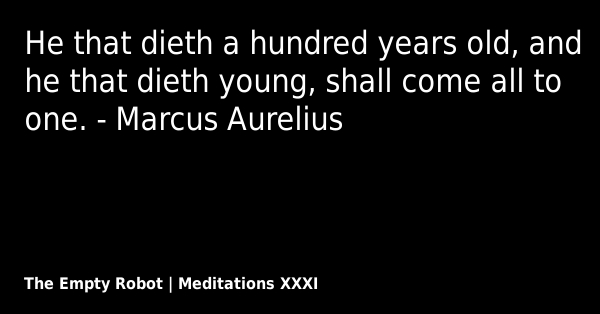 He that dieth a hundred years old, and
he that dieth young, shall come all to
one. - Marcus Aurelius
The Empty Robot | Meditations XXXI